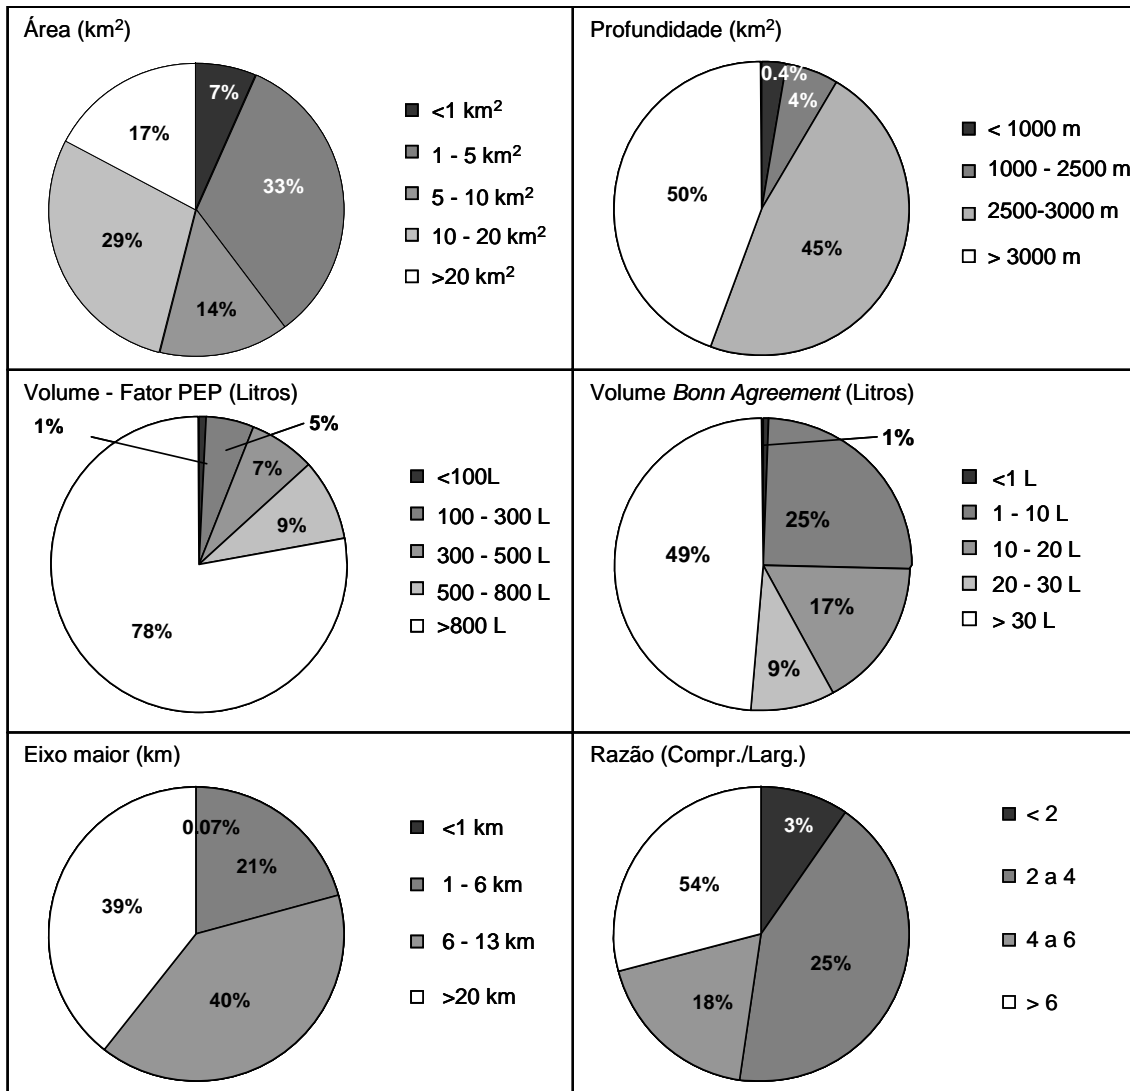 Área (km²)
7%
33%
14%
29%
17%
<1 km²
1 - 5 km²
5 - 10 km²
10 - 20 km²
>20 km²
Profundidade (km²)
0.4%
4%
45%
50%
< 1000 m
1000 - 2500 m
2500-3000 m
> 3000 m
Volume - Fator PEP (Litros)
1%
5%
7%
9%
78%
<100L
100 - 300 L
300 - 500 L
500 - 800 L
>800 L
Volume Bonn Agreement (Litros)
1%
25%
17%
9%
49%
<1 L
1 - 10 L
10 - 20 L
20 - 30 L
> 30 L
Eixo maior (km)
0.07%
21%
40%
39%
<1 km
1 - 6 km
6 - 13 km
>20 km
Razão (Compr./Larg.)
3%
25%
18%
54%
< 2
2 a 4
4 a 6
> 6